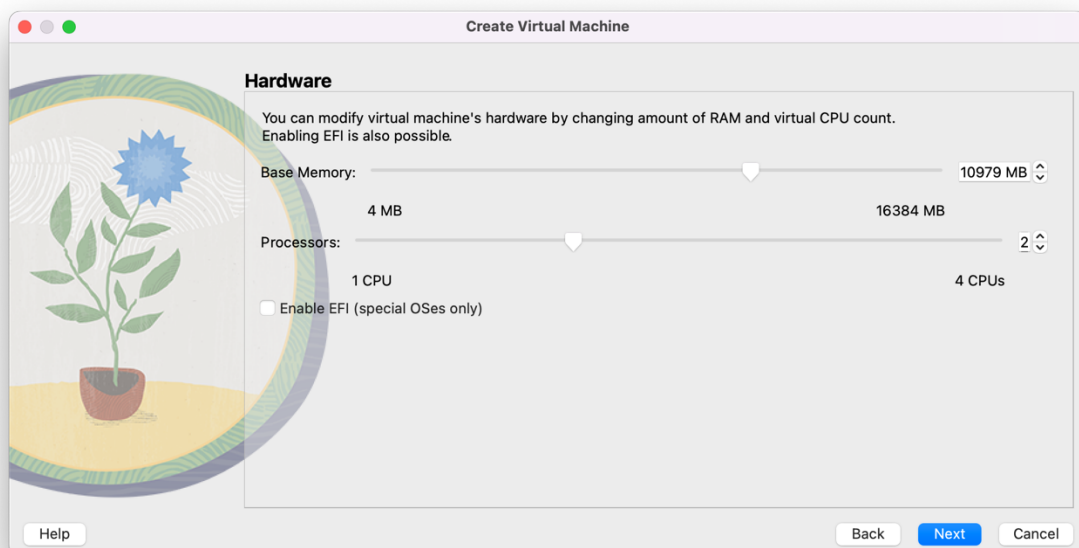 Create Virtual Machine
Hardware
You can modify virtual machine's hardware by changing amount of RAM and virtual CPU count.
Enabling EFI is also possible.
Base Memory: 10979 MB
4 MB 16384 MB
Processors: 2
1 CPU 4 CPUs
Enable EFI (special OSes only)
Help Back Next Cancel